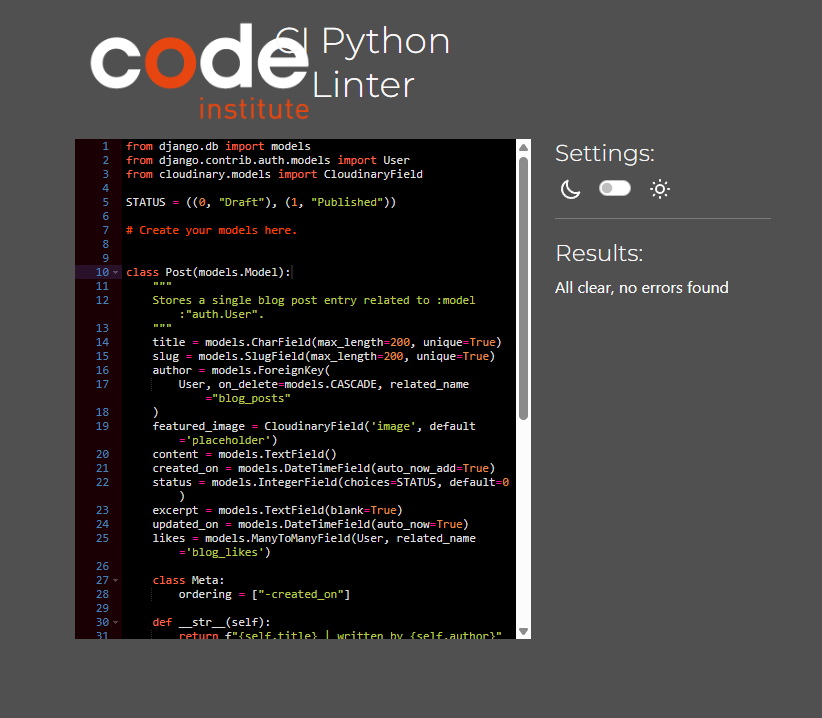 code
institute
CI Python
Linter
1 from django.db import models
2 from django.contrib.auth.models import User
3 from cloudinary.models import CloudinaryField
4
5 STATUS = ((0, "Draft"), (1, "Published"))
6
7 # Create your models here.
8
9
10 class Post(models.Model):
11 """
12 Stores a single blog post entry related to :model
:"auth.User".
13 """
14 title = models.CharField(max_length=200, unique=True)
15 slug = models.SlugField(max_length=200, unique=True)
16 author = models.ForeignKey(
17 User, on_delete=models.CASCADE, related_name
="blog_posts"
18 )
19 featured_image = CloudinaryField('image', default
='placeholder')
20 content = models.TextField()
21 created_on = models.DateTimeField(auto_now_add=True)
22 status = models.IntegerField(choices=STATUS, default=0
)
23 excerpt = models.TextField(blank=True)
24 updated_on = models.DateTimeField(auto_now=True)
25 likes = models.ManyToManyField(User, related_name
='blog_likes')
26
27 class Meta:
28 ordering = ["-created_on"]
29
30 def __str__(self):
31 return f"{self.title} | written by {self.author}"
Settings:
Results:
All clear, no errors found